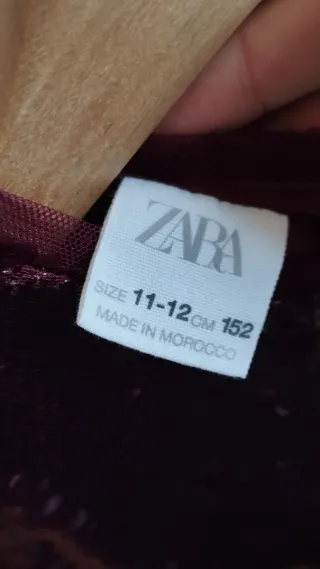 ZARA
SIZE 11-12 CM 152
MADE IN MOROCCO